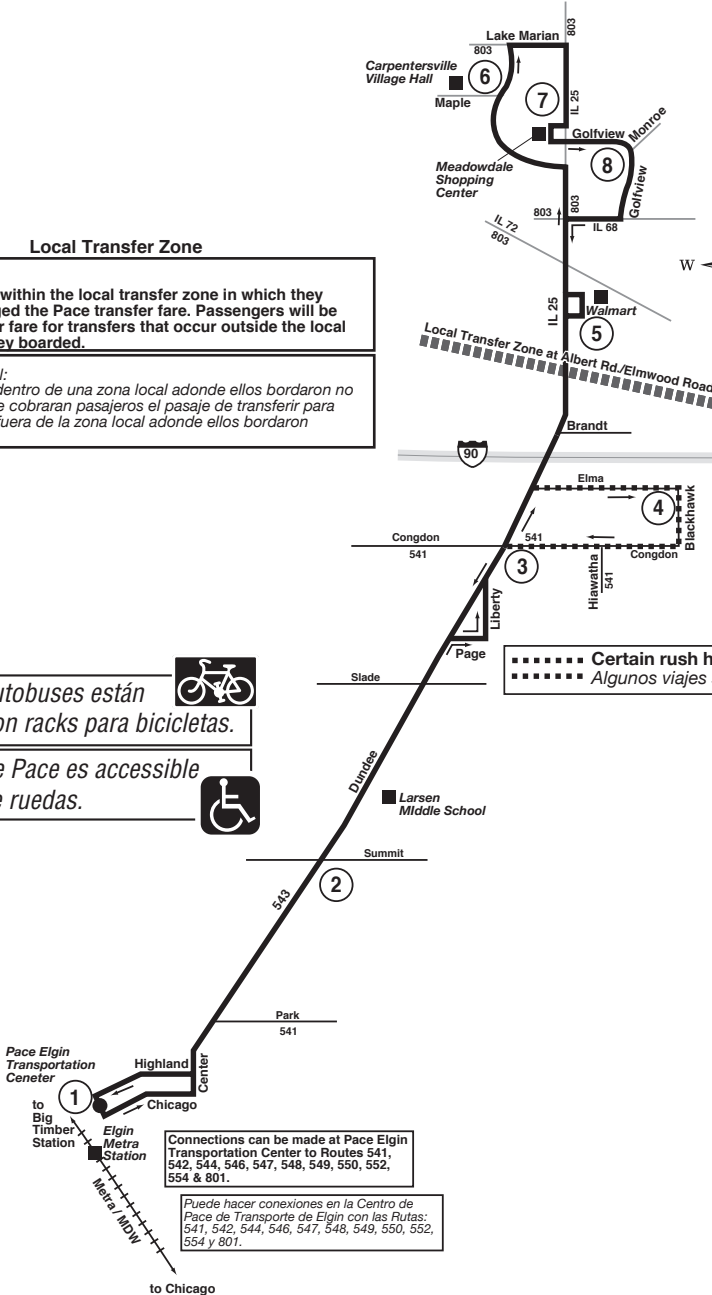 803
Lake Marian
803
Carpentersville
Village Hall
6
Maple
7
IL 25
Golfview
Monroe
Meadowdale
Shopping
Center
8
Golfview
803
803
IL 68
IL 72
803
W
IL 25
Walmart
5
Local Transfer Zone at Albert Rd./Elmwood Road
Local Transfer Zone
within the local transfer zone in which they
ged the Pace transfer fare. Passengers will be
r fare for transfers that occur outside the local
ey boarded.
l:
dentro de una zona local adonde ellos bordaron no
e cobraran pasajeros el pasaje de transferir para
fuera de la zona local adonde ellos bordaron
Brandt
90
Elma
4
Blackhawk
Congdon
541
541
3
Congdon
Hiawatha
541
Liberty
Page
Certain rush h
Algunos viajes
Slade
utobuses están
on racks para bicicletas.
e Pace es accessible
e ruedas.
Dundee
Larsen
MIddle School
Summit
2
543
Park
541
Pace Elgin
Transportation
Ceneter
Highland
Center
1
Chicago
to
Big
Timber
Station
Elgin
Metra
Station
Metra / MDW
to Chicago
Connections can be made at Pace Elgin
Transportation Center to Routes 541,
542, 544, 546, 547, 548, 549, 550, 552,
554 & 801.
Puede hacer conexiones en la Centro de
Pace de Transporte de Elgin con las Rutas:
541, 542, 544, 546, 547, 548, 549, 550, 552,
554 y 801.